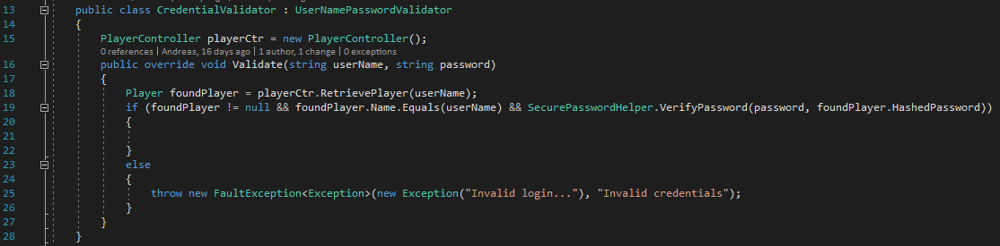 13 public class CredentialValidator : UserNamePasswordValidator
14 {
15 PlayerController playerCtr = new PlayerController();
0 references | Andreas, 16 days ago | 1 author, 1 change | 0 exceptions
16 public override void Validate(string userName, string password)
17 {
18 Player foundPlayer = playerCtr.RetrievePlayer(userName);
19 if (foundPlayer != null && foundPlayer.Name.Equals(userName) && SecurePasswordHelper.VerifyPassword(password, foundPlayer.HashedPassword))
20 {
21
22 }
23 else
24 {
25 throw new FaultException<Exception>(new Exception("Invalid login..."), "Invalid credentials");
26 }
27 }
28 }